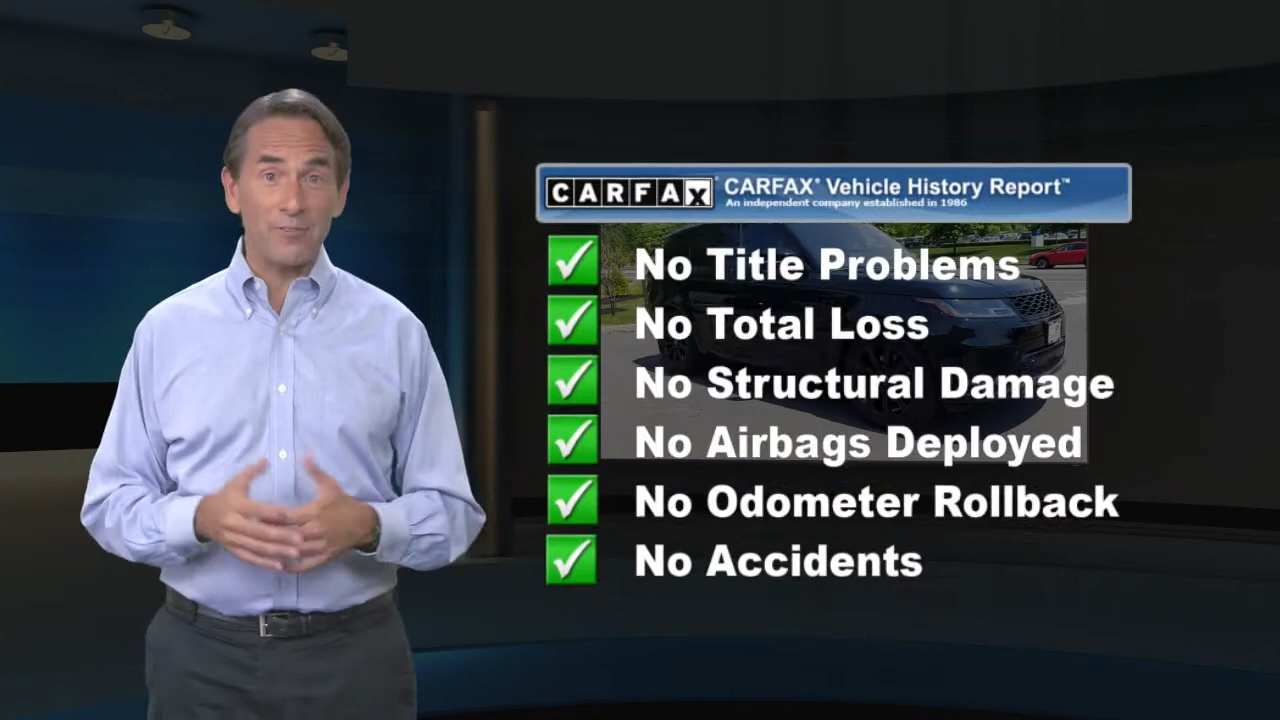 CARFAX® CARFAX® Vehicle History Report™
An independent company established in 1986
No Title Problems
No Total Loss
No Structural Damage
No Airbags Deployed
No Odometer Rollback
No Accidents